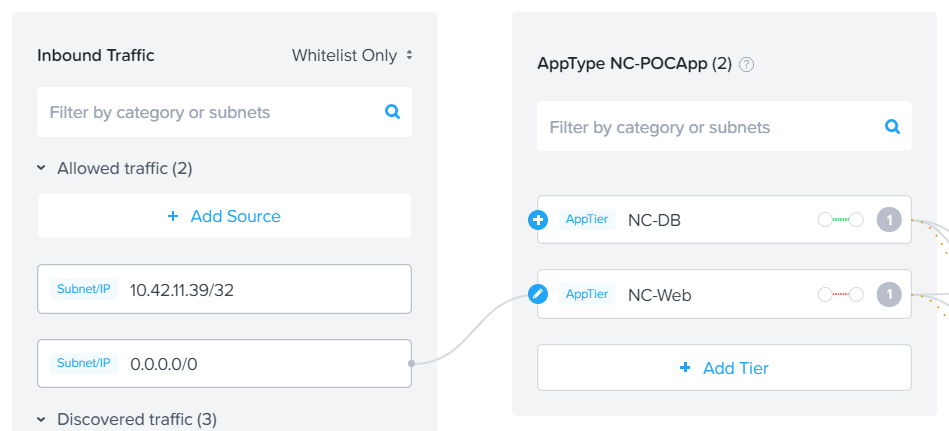 Inbound Traffic
Whitelist Only
Filter by category or subnets
Allowed traffic (2)
+ Add Source
Subnet/IP 10.42.11.39/32
Subnet/IP 0.0.0.0/0
Discovered traffic (3)
AppType NC-POCApp (2) ?
Filter by category or subnets
AppTier NC-DB 1
AppTier NC-Web 1
+ Add Tier